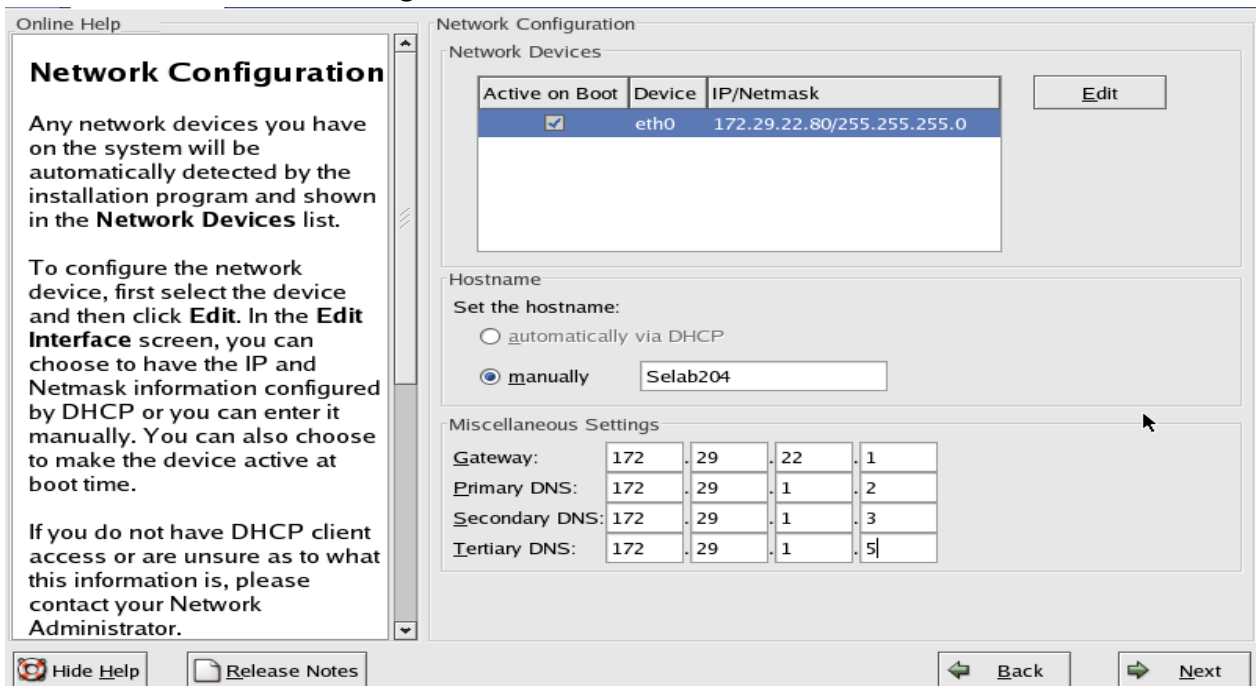 Online Help
Network Configuration
Any network devices you have
on the system will be
automatically detected by the
installation program and shown
in the Network Devices list.
To configure the network
device, first select the device
and then click Edit. In the Edit
Interface screen, you can
choose to have the IP and
Netmask information configured
by DHCP or you can enter it
manually. You can also choose
to make the device active at
boot time.
If you do not have DHCP client
access or are unsure as to what
this information is, please
contact your Network
Administrator.
Network Configuration
Network Devices
Active on Boot Device IP/Netmask
eth0 172.29.22.80/255.255.255.0
Edit
Hostname
Set the hostname:
automatically via DHCP
manually Selab204
Miscellaneous Settings
Gateway: 172 . 29 . 22 . 1
Primary DNS: 172 . 29 . 1 . 2
Secondary DNS: 172 . 29 . 1 . 3
Tertiary DNS: 172 . 29 . 1 . 5
Hide Help Release Notes Back Next